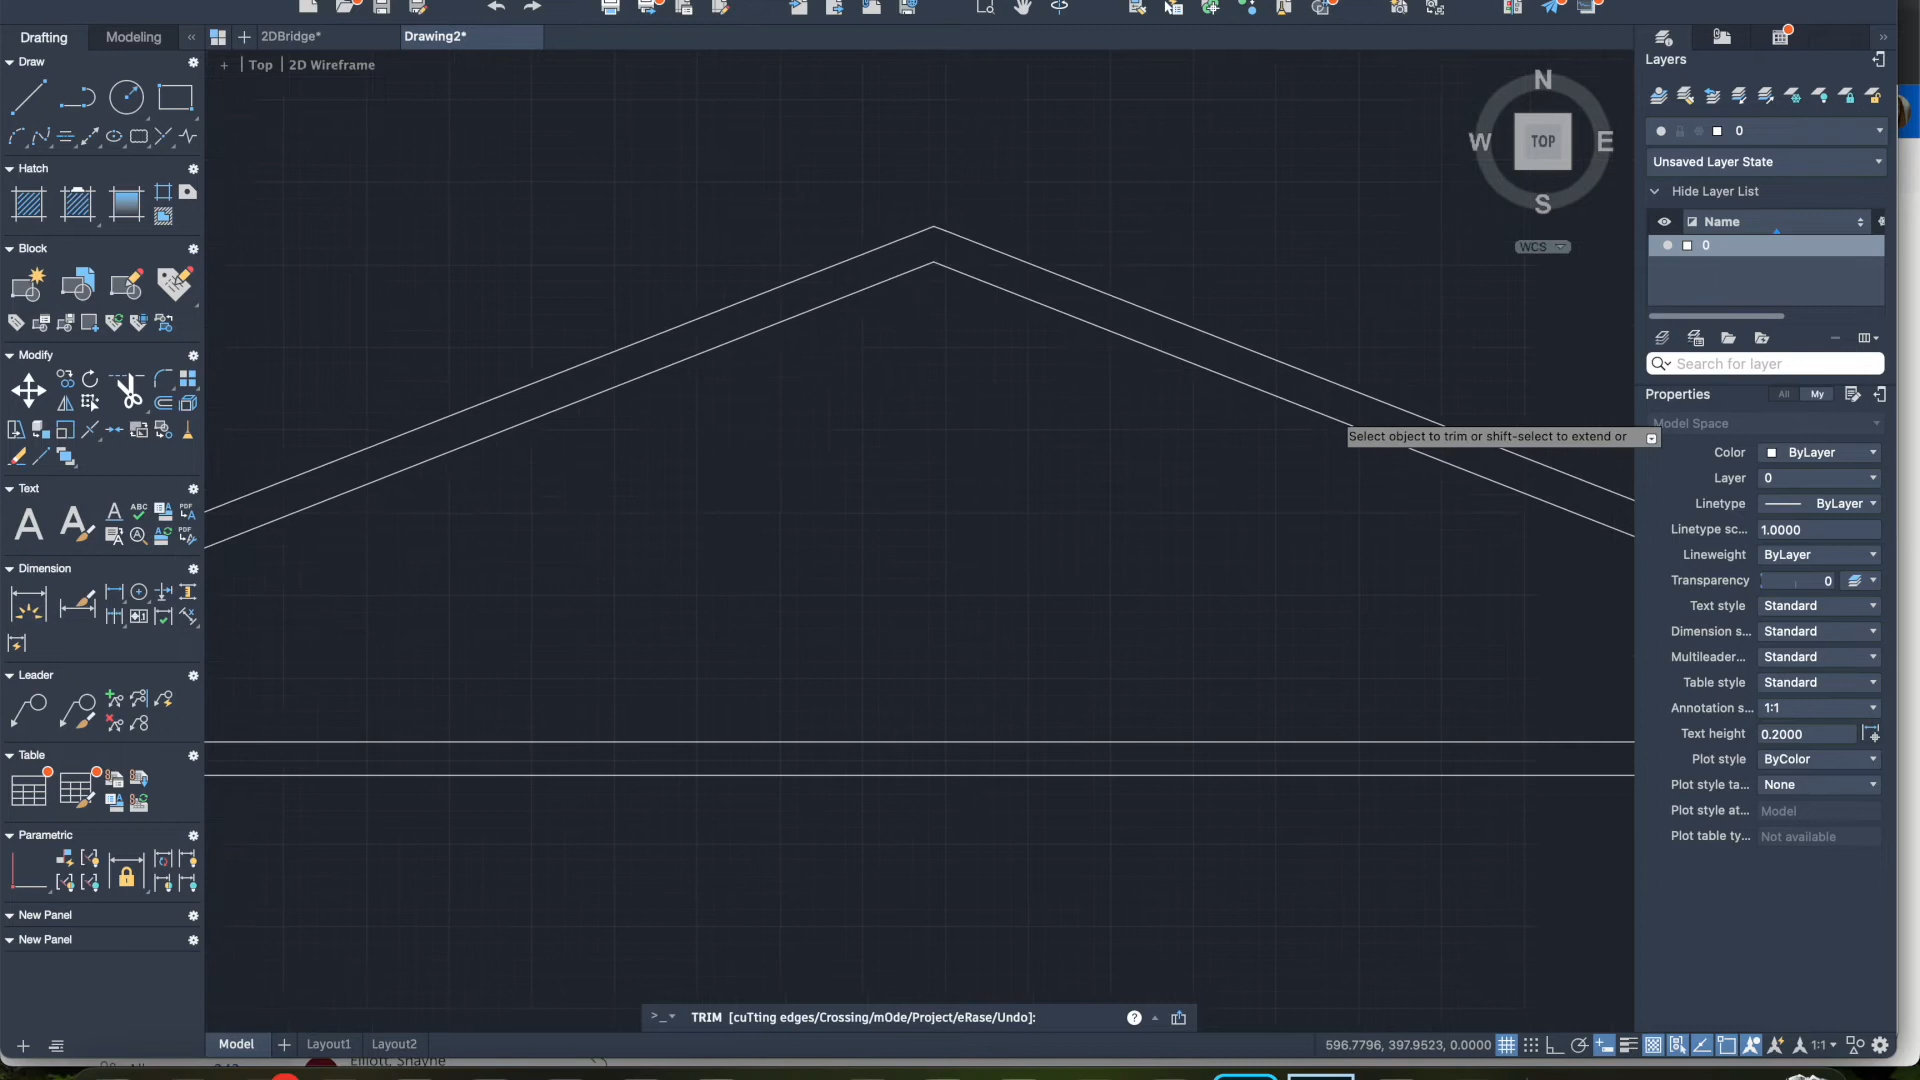 Drafting
Modeling
2DBridge*
Drawing2*
Draw
Top
2D Wireframe
Hatch
Block
Modify
Text
Dimension
Leader
Table
Parametric
New Panel
New Panel
N
W
TOP
E
S
WCS
Select object to trim or shift-select to extend or
Layers
0
Unsaved Layer State
Hide Layer List
Name
0
Search for layer
Properties
All
My
Model Space
Color
ByLayer
Layer
0
Linetype
ByLayer
Linetype sc...
1.0000
Lineweight
ByLayer
Transparency
0
Text style
Standard
Dimension s...
Standard
Multileader...
Standard
Table style
Standard
Annotation s...
1:1
Text height
0.2000
Plot style
ByColor
Plot style ta...
None
Plot style at...
Model
Plot table ty...
Not available
>_ TRIM [cuTting edges/Crossing/mOde/Project/eRase/Undo]:
Model
Layout1
Layout2
596.7796, 397.9523, 0.0000
1:1
Elliott, Shayne